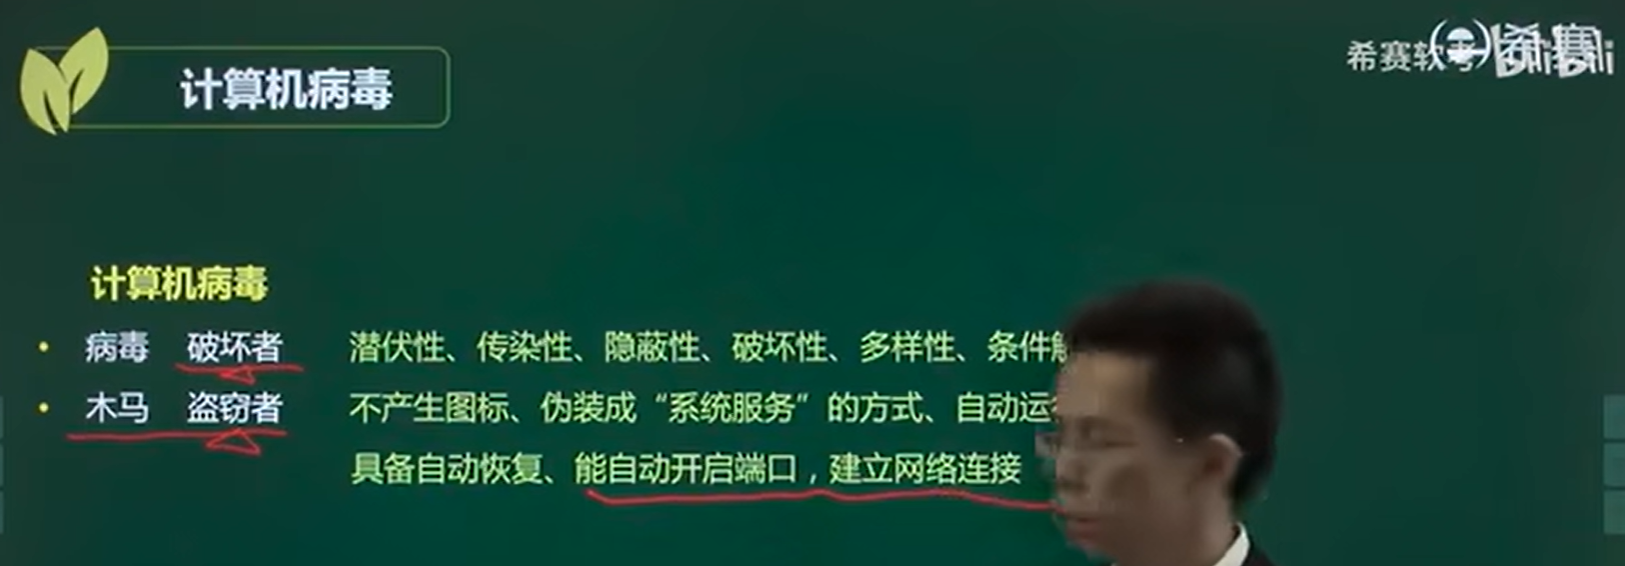 计算机病毒
希赛软考
bilibili
计算机病毒
• 病毒 破坏者 潜伏性、传染性、隐蔽性、破坏性、多样性、条件
• 木马 盗窃者 不产生图标、伪装成“系统服务”的方式、自动运
具备自动恢复、能自动开启端口，建立网络连接